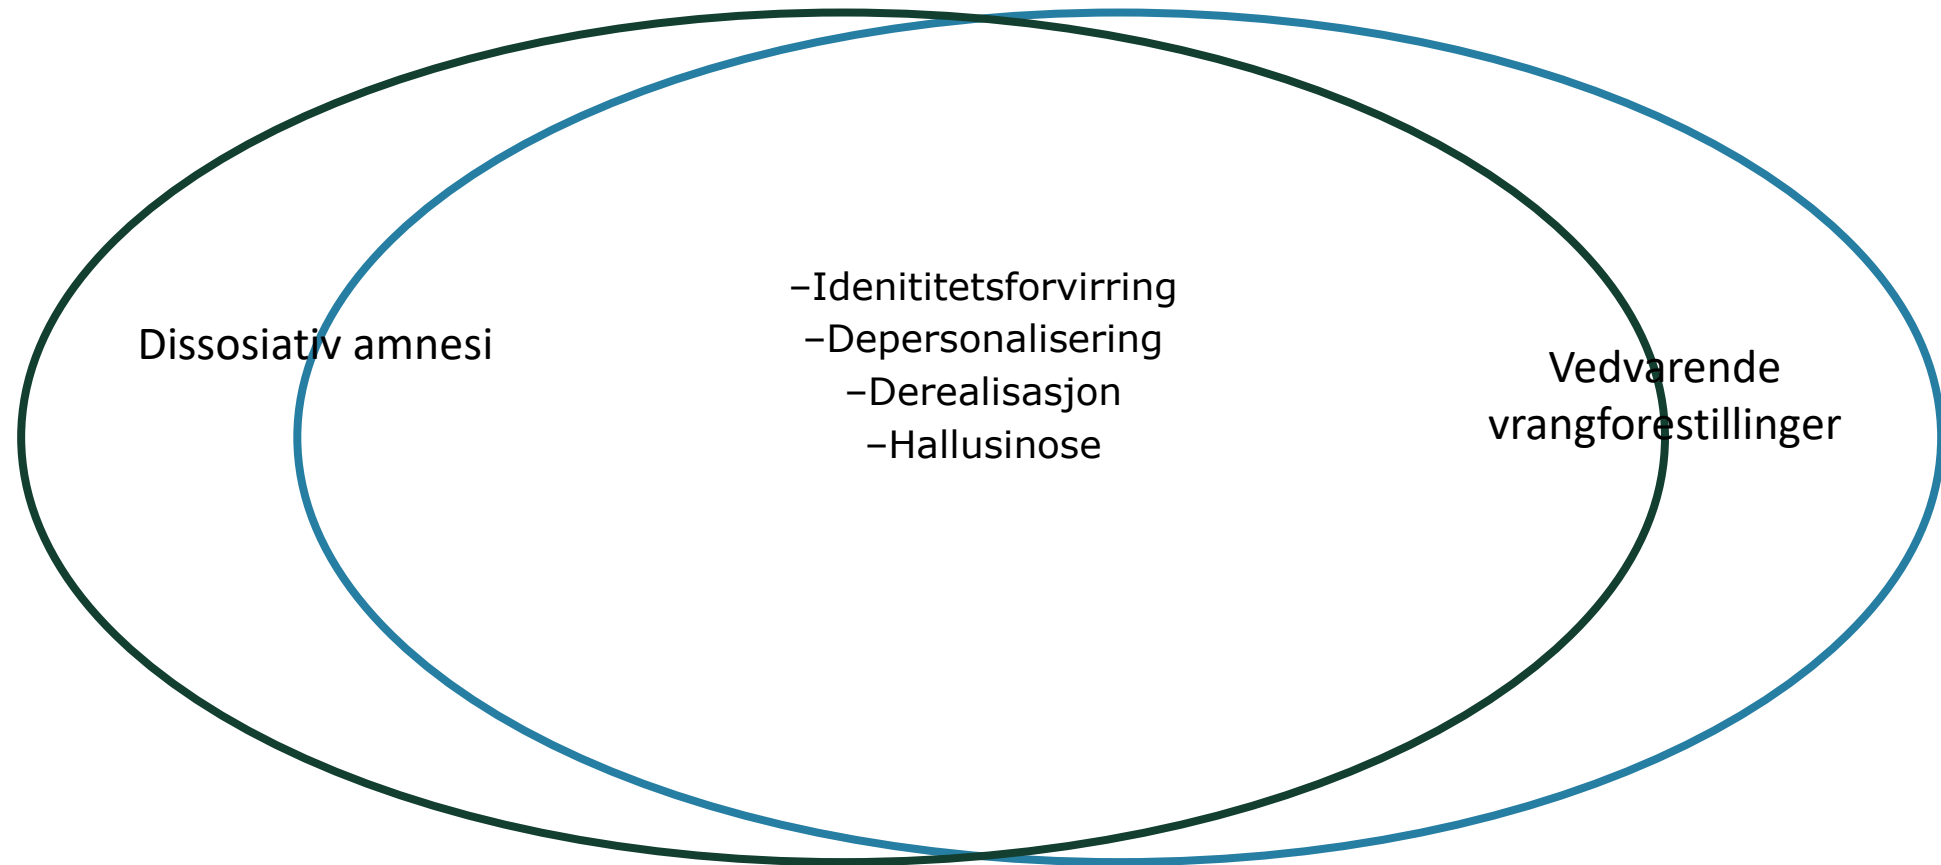 Dissosiativ amnesi
–Idenititetsforvirring
–Depersonalisering
–Derealisasjon
–Hallusinose
Vedvarende
vrangforestillinger